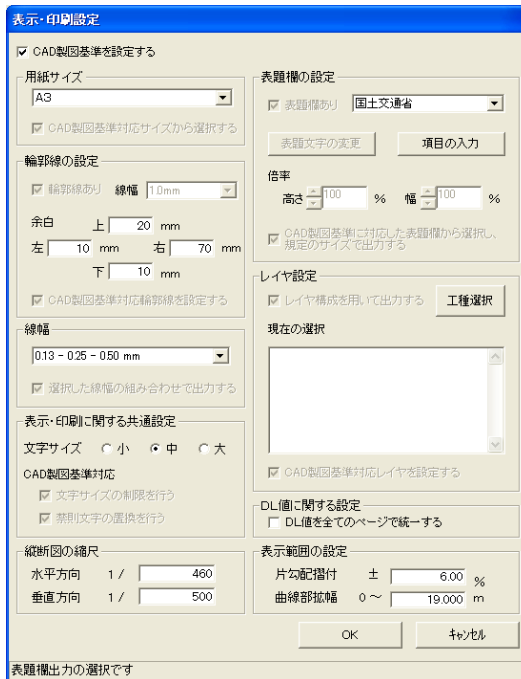 表示・印刷設定
CAD製図基準を設定する
用紙サイズ
A3
CAD製図基準対応サイズから選択する
輪郭線の設定
輪郭線あり 線幅 1.0mm
余白 上 20 mm
左 10 mm 右 70 mm
下 10 mm
CAD製図基準対応輪郭線を設定する
線幅
0.13 - 0.25 - 0.50 mm
選択した線幅の組み合わせで出力する
表示・印刷に関する共通設定
文字サイズ 小 中 大
CAD製図基準対応
文字サイズの制限を行う
禁則文字の置換を行う
縦断図の縮尺
水平方向 1 / 460
垂直方向 1 / 500
表題欄の設定
表題欄あり 国土交通省
表題文字の変更 項目の入力
倍率
高さ 100 % 幅 100 %
CAD製図基準に対応した表題欄から選択し、
規定のサイズで出力する
レイヤ設定
レイヤ構成を用いて出力する 工種選択
現在の選択
CAD製図基準対応レイヤを設定する
DL値に関する設定
DL値を全てのページで統一する
表示範囲の設定
片勾配摺付 ± 6.00 %
曲線部拡幅 0 ～ 19.000 m
OK キャンセル
表題欄出力の選択です